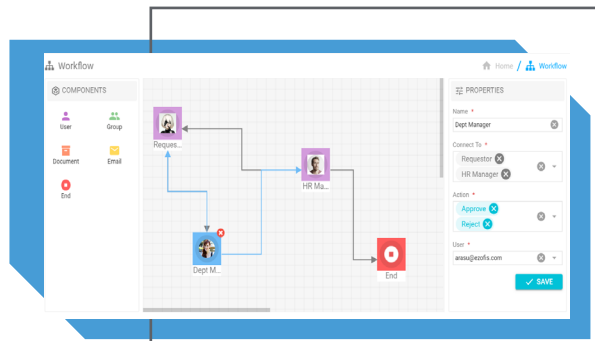 Workflow
Home / Workflow
COMPONENTS
User
Group
Document
Email
End
Reques...
HR Ma...
Dept M...
End
PROPERTIES
Name *
Dept Manager
Connect To *
Requestor
HR Manager
Action *
Approve
Reject
User *
arasu@ezofis.com
SAVE